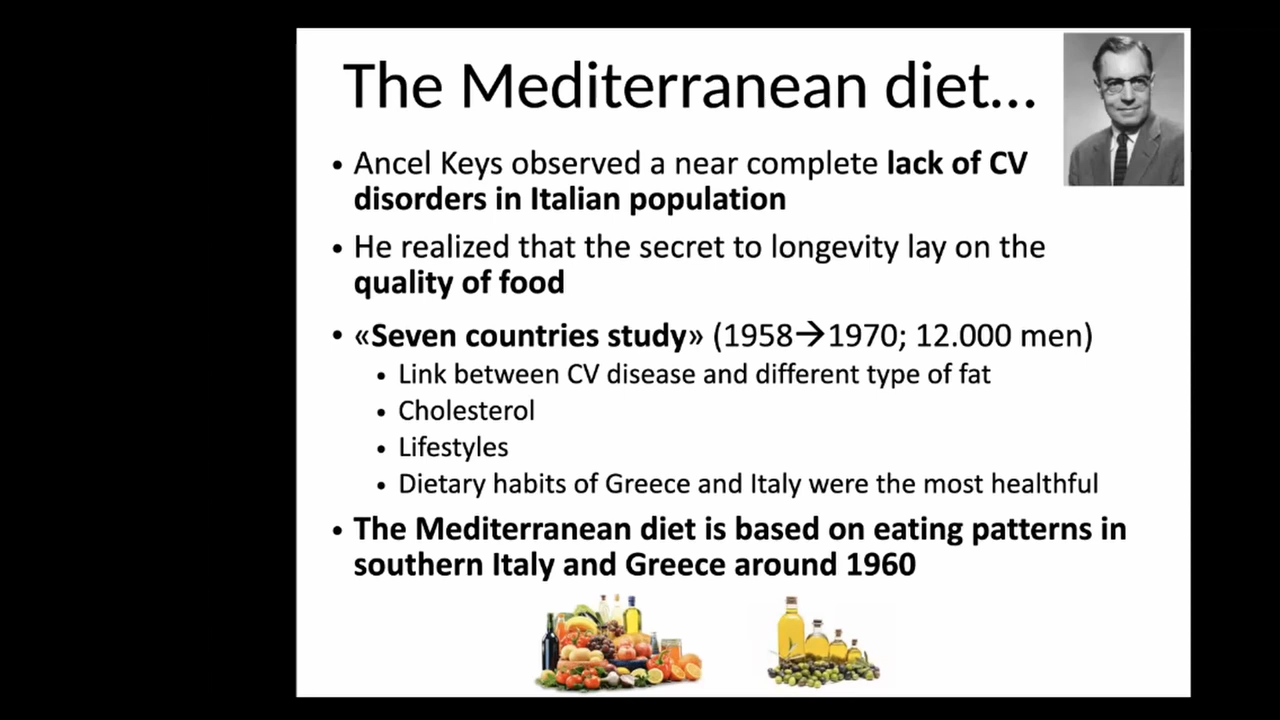 The Mediterranean diet...
• Ancel Keys observed a near complete lack of CV
disorders in Italian population
• He realized that the secret to longevity lay on the
quality of food
• «Seven countries study» (1958→1970; 12.000 men)
• Link between CV disease and different type of fat
• Cholesterol
• Lifestyles
• Dietary habits of Greece and Italy were the most healthful
• The Mediterranean diet is based on eating patterns in
southern Italy and Greece around 1960